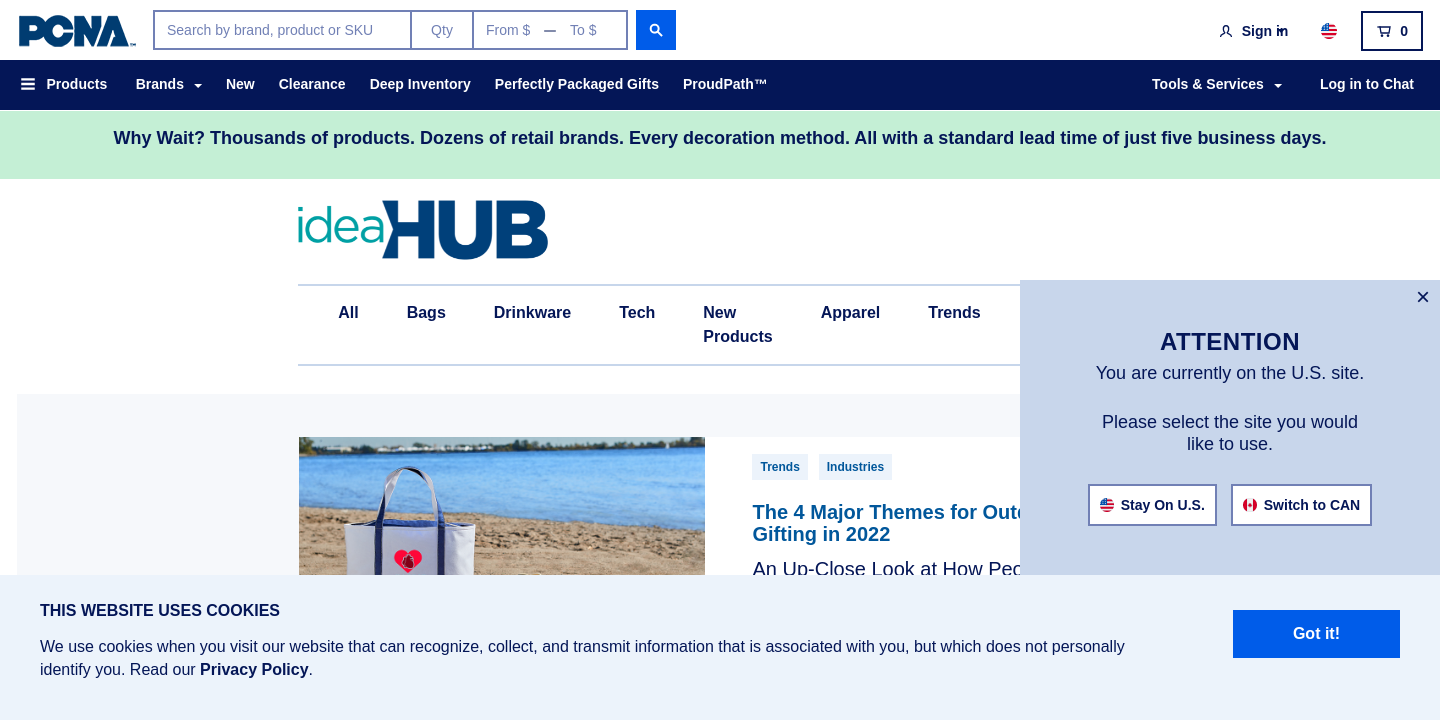 PCNA™
Search by brand, product or SKU
Qty
From $ — To $
Sign in
0
Products
Brands
New
Clearance
Deep Inventory
Perfectly Packaged Gifts
ProudPath™
Tools & Services
Log in to Chat
Why Wait? Thousands of products. Dozens of retail brands. Every decoration method. All with a standard lead time of just five business days.
ideaHUB
All
Bags
Drinkware
Tech
New
Products
Apparel
Trends
×
ATTENTION
You are currently on the U.S. site.
Please select the site you would
like to use.
Stay On U.S.
Switch to CAN
Trends
Industries
The 4 Major Themes for
Gifting in 2022
An Up-Close Look at How
THIS WEBSITE USES COOKIES
We use cookies when you visit our website that can recognize, collect, and transmit information that is associated with you, but which does not personally
identify you. Read our Privacy Policy.
Got it!